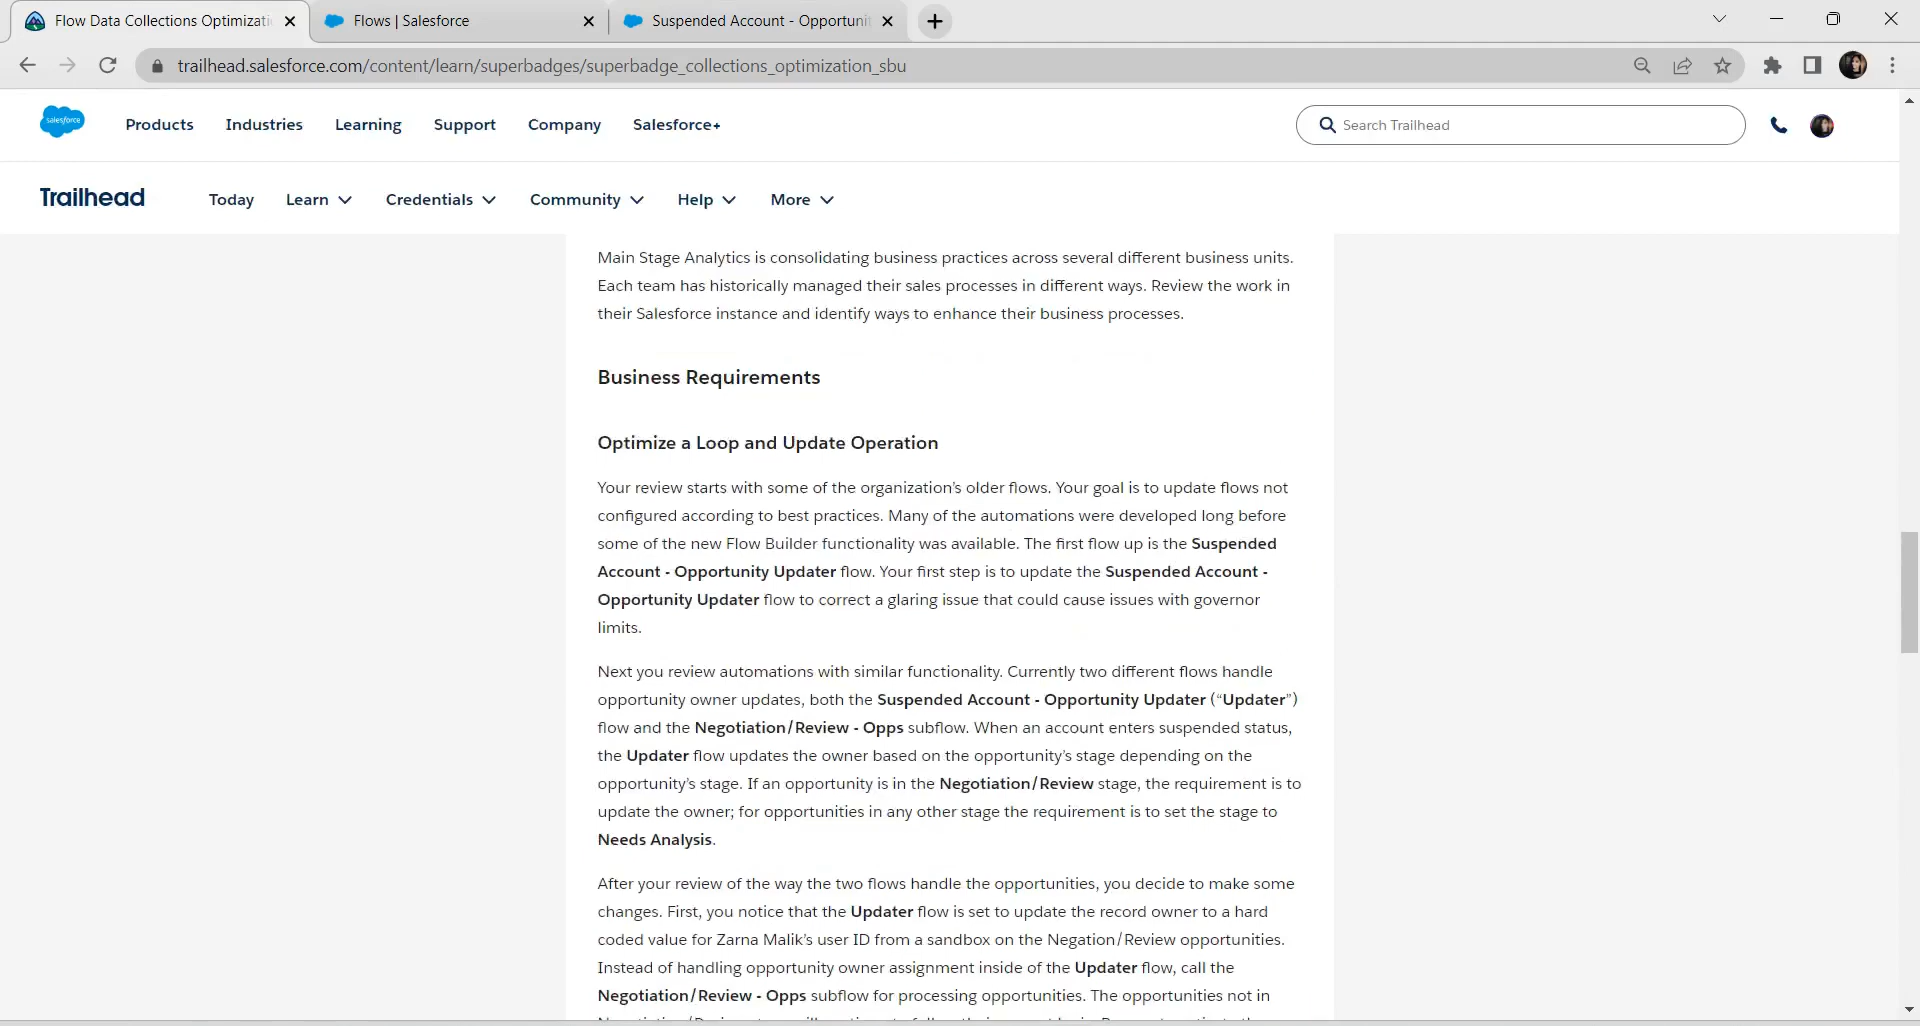 Flow Data Collections Optimizati
Flows | Salesforce
Suspended Account - Opportunit
trailhead.salesforce.com/content/learn/superbadges/superbadge_collections_optimization_sbu
salesforce
Products
Industries
Learning
Support
Company
Salesforce+
Search Trailhead
Trailhead
Today
Learn
Credentials
Community
Help
More
Main Stage Analytics is consolidating business practices across several different business units.
Each team has historically managed their sales processes in different ways. Review the work in
their Salesforce instance and identify ways to enhance their business processes.
Business Requirements
Optimize a Loop and Update Operation
Your review starts with some of the organization’s older flows. Your goal is to update flows not
configured according to best practices. Many of the automations were developed long before
some of the new Flow Builder functionality was available. The first flow up is the Suspended
Account - Opportunity Updater flow. Your first step is to update the Suspended Account -
Opportunity Updater flow to correct a glaring issue that could cause issues with governor
limits.
Next you review automations with similar functionality. Currently two different flows handle
opportunity owner updates, both the Suspended Account - Opportunity Updater (“Updater”)
flow and the Negotiation/Review - Opps subflow. When an account enters suspended status,
the Updater flow updates the owner based on the opportunity’s stage depending on the
opportunity’s stage. If an opportunity is in the Negotiation/Review stage, the requirement is to
update the owner; for opportunities in any other stage the requirement is to set the stage to
Needs Analysis.
After your review of the way the two flows handle the opportunities, you decide to make some
changes. First, you notice that the Updater flow is set to update the record owner to a hard
coded value for Zarna Malik’s user ID from a sandbox on the Negation/Review opportunities.
Instead of handling opportunity owner assignment inside of the Updater flow, call the
Negotiation/Review - Opps subflow for processing opportunities. The opportunities not in